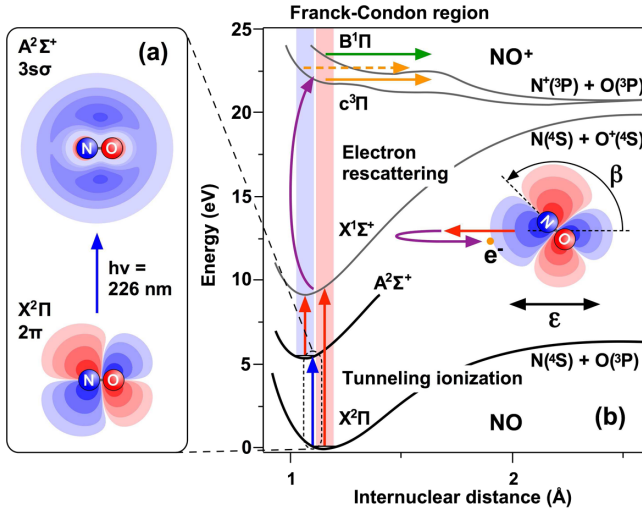 Franck-Condon region
(a)
A²Σ⁺
3sσ
N O
hν =
226 nm
X²Π
2π
N O
Energy (eV)
25
20
15
10
5
0
B¹Π
NO⁺
c³Π
N⁺(³P) + O(³P)
N(⁴S) + O⁺(⁴S)
Electron
rescattering
β
X¹Σ⁺
N
O
e-
ε
A²Σ⁺
N(⁴S) + O(³P)
Tunneling ionization
X²Π
NO
(b)
1
2
Internuclear distance (Å)